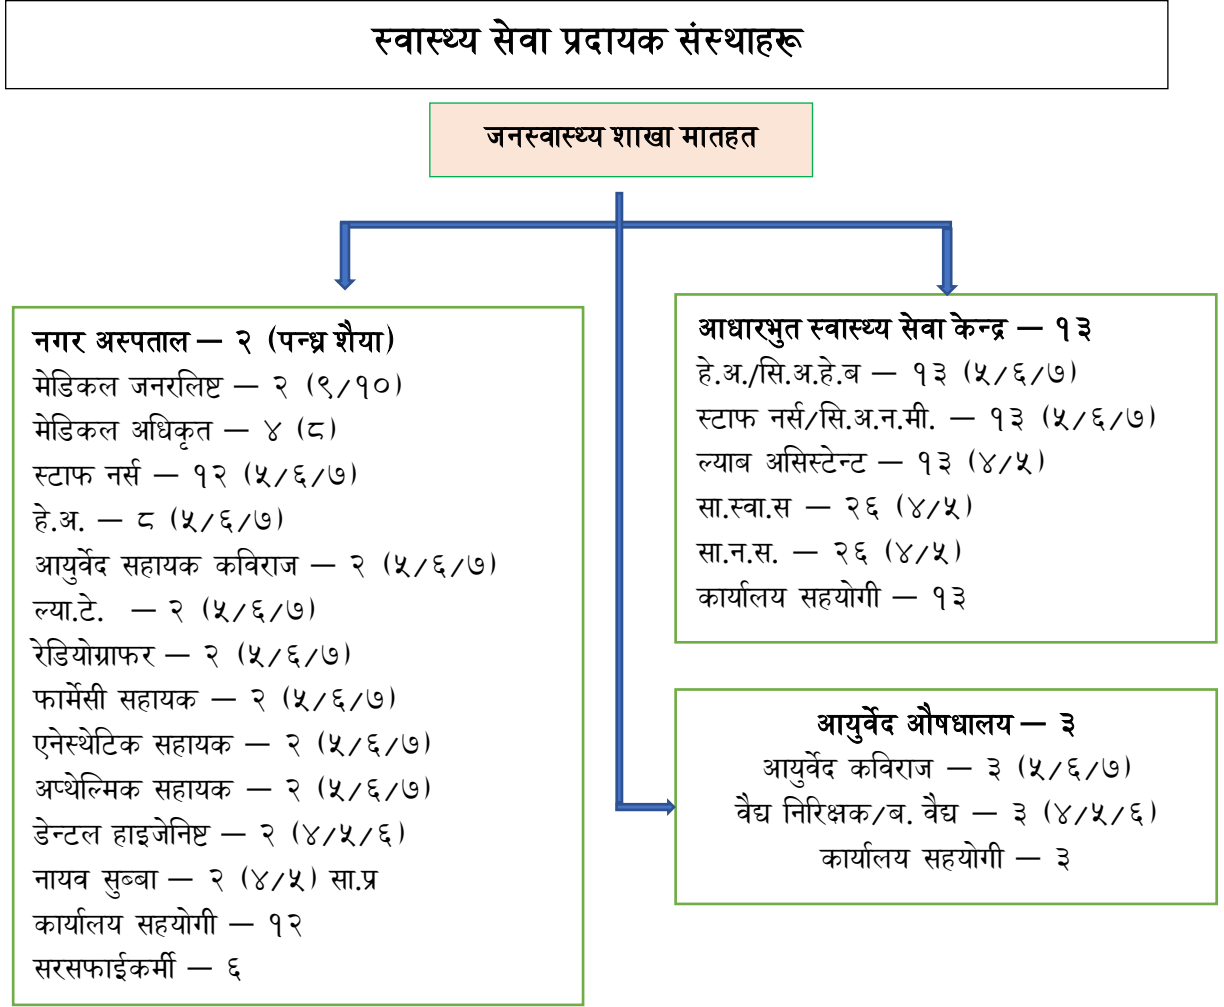 स्वास्थ्य सेवा प्रदायक संस्थाहरू
जनस्वास्थ्य शाखा मातहत
नगर अस्पताल – २ (पन्ध्र शैया)
मेडिकल जनरलिष्ट – २ (९/१०)
मेडिकल अधिकृत – ४ (८)
स्टाफ नर्स – १२ (५/६/७)
हे.अ. – ८ (५/६/७)
आयुर्वेद सहायक कविराज – २ (५/६/७)
ल्या.टे. – २ (५/६/७)
रेडियोग्राफर – २ (५/६/७)
फार्मेसी सहायक – २ (५/६/७)
एनेस्थेटिक सहायक – २ (५/६/७)
अप्थेल्मिक सहायक – २ (५/६/७)
डेन्टल हाइजेनिष्ट – २ (४/५/६)
नायव सुब्बा – २ (४/५) सा.प्र
कार्यालय सहयोगी – १२
सरसफाईकर्मी – ६
आधारभुत स्वास्थ्य सेवा केन्द्र – १३
हे.अ./सि.अ.हे.ब – १३ (५/६/७)
स्टाफ नर्स/सि.अ.न.मी. – १३ (५/६/७)
ल्याब असिस्टेन्ट – १३ (४/५)
सा.स्वा.स – २६ (४/५)
सा.न.स. – २६ (४/५)
कार्यालय सहयोगी – १३
आयुर्वेद औषधालय – ३
आयुर्वेद कविराज – ३ (५/६/७)
वैद्य निरिक्षक/ब. वैद्य – ३ (४/५/६)
कार्यालय सहयोगी – ३